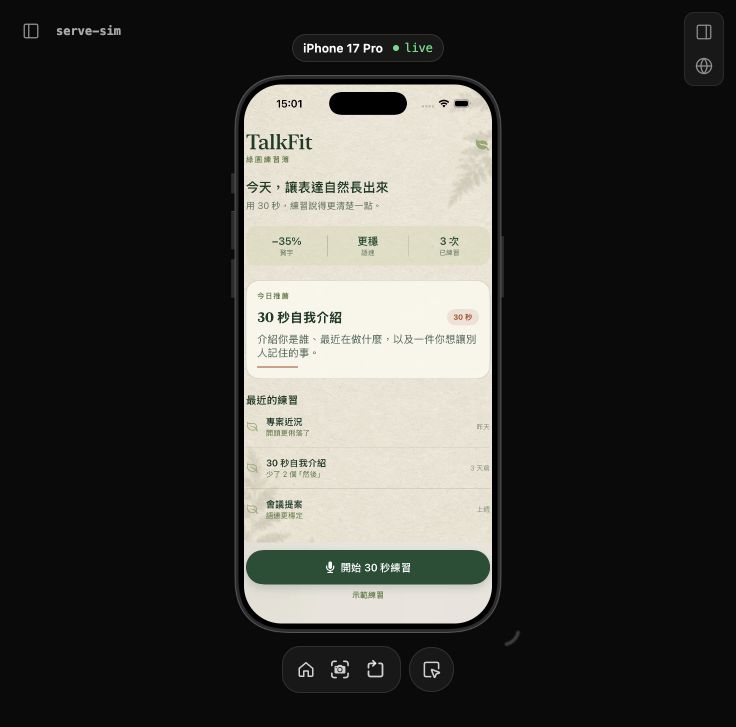 serve-sim
iPhone 17 Pro live
15:01
TalkFit
綠園練習簿
今天，讓表達自然長出來
用 30 秒，練習說得更清楚一點。
−35% 更穩 3 次
贅字 語速 已練習
今日推薦
30 秒自我介紹 30 秒
介紹你是誰、最近在做什麼，以及一件你想讓別
人記住的事。
最近的練習
專案近況 昨天
開頭更俐落了
30 秒自我介紹 3 天前
少了 2 個「然後」
會議提案 上週
語速更穩定
開始 30 秒練習
示範練習